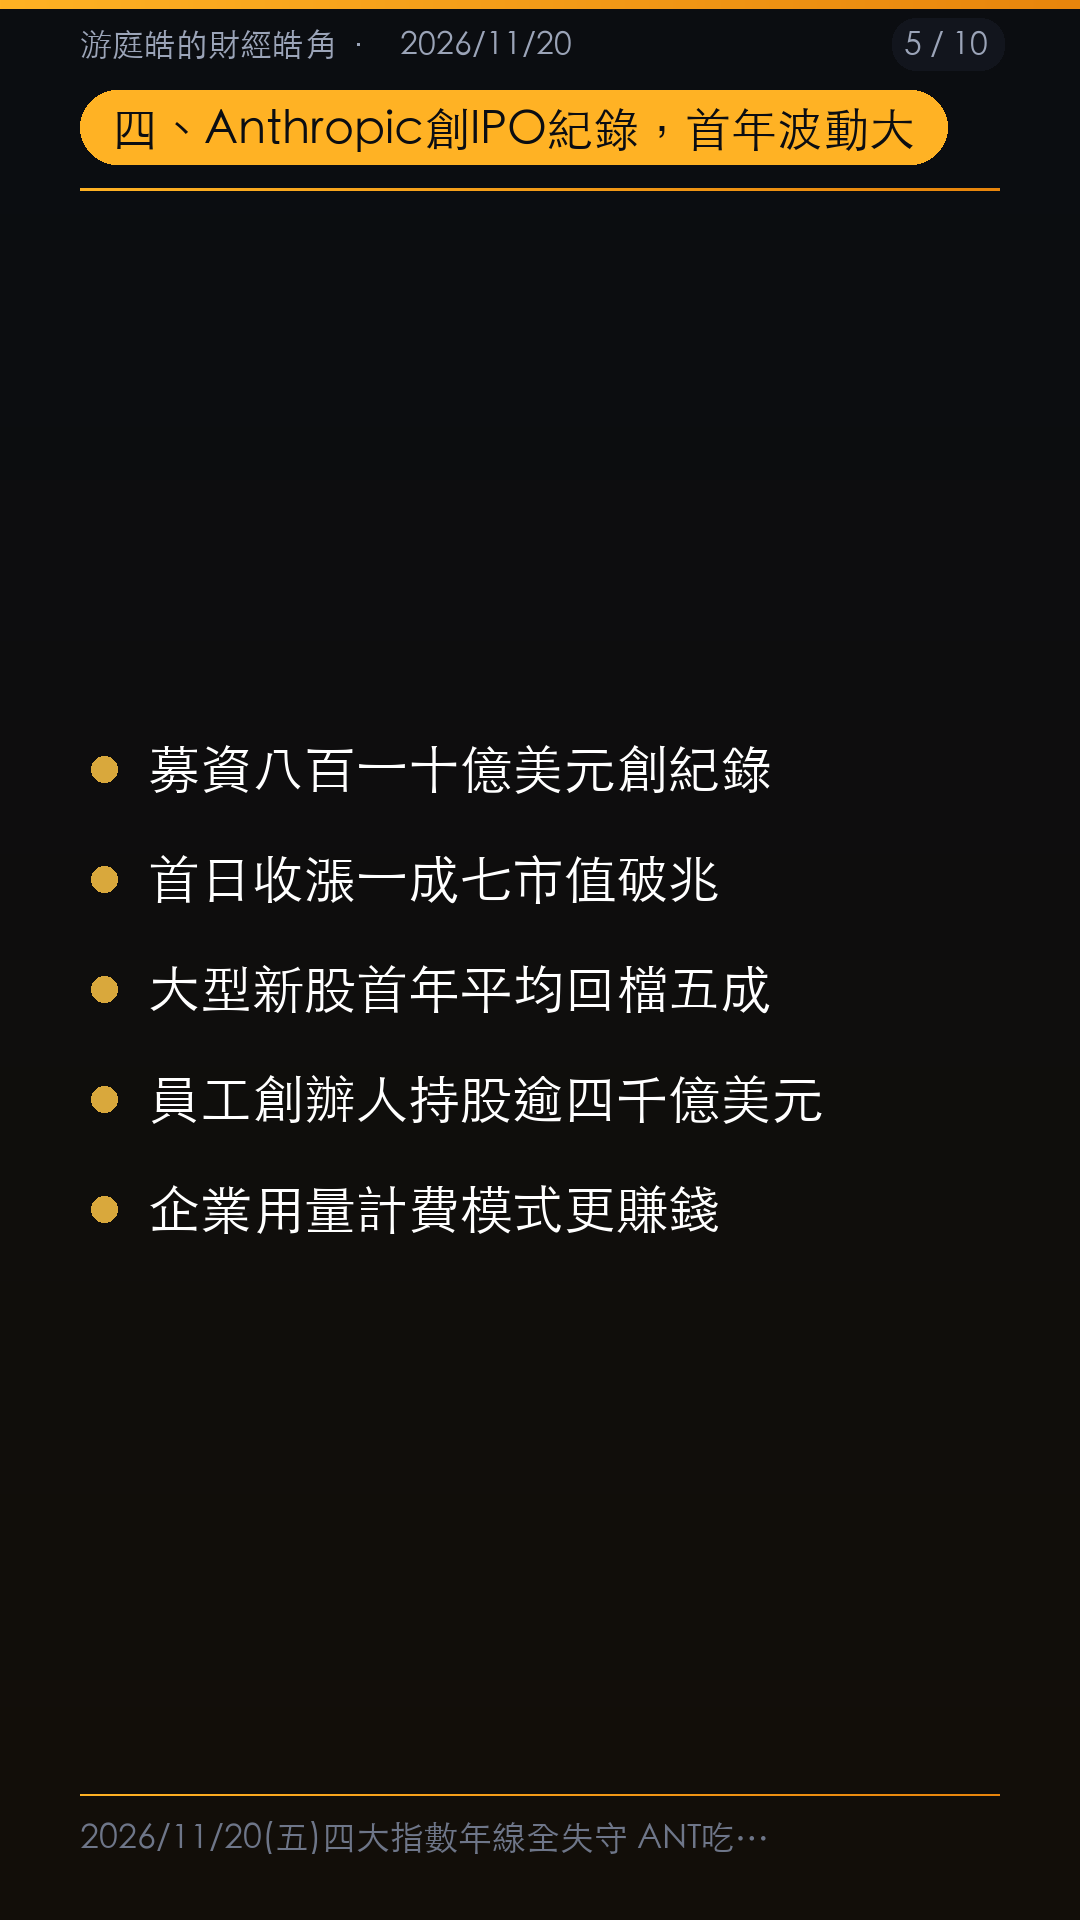 游庭皓的財經皓角 · 2026/11/20
5 / 10
四、Anthropic創IPO紀錄，首年波動大
募資八百一十億美元創紀錄
首日收漲一成七市值破兆
大型新股首年平均回檔五成
員工創辦人持股逾四千億美元
企業用量計費模式更賺錢
2026/11/20(五)四大指數年線全失守 ANT吃…